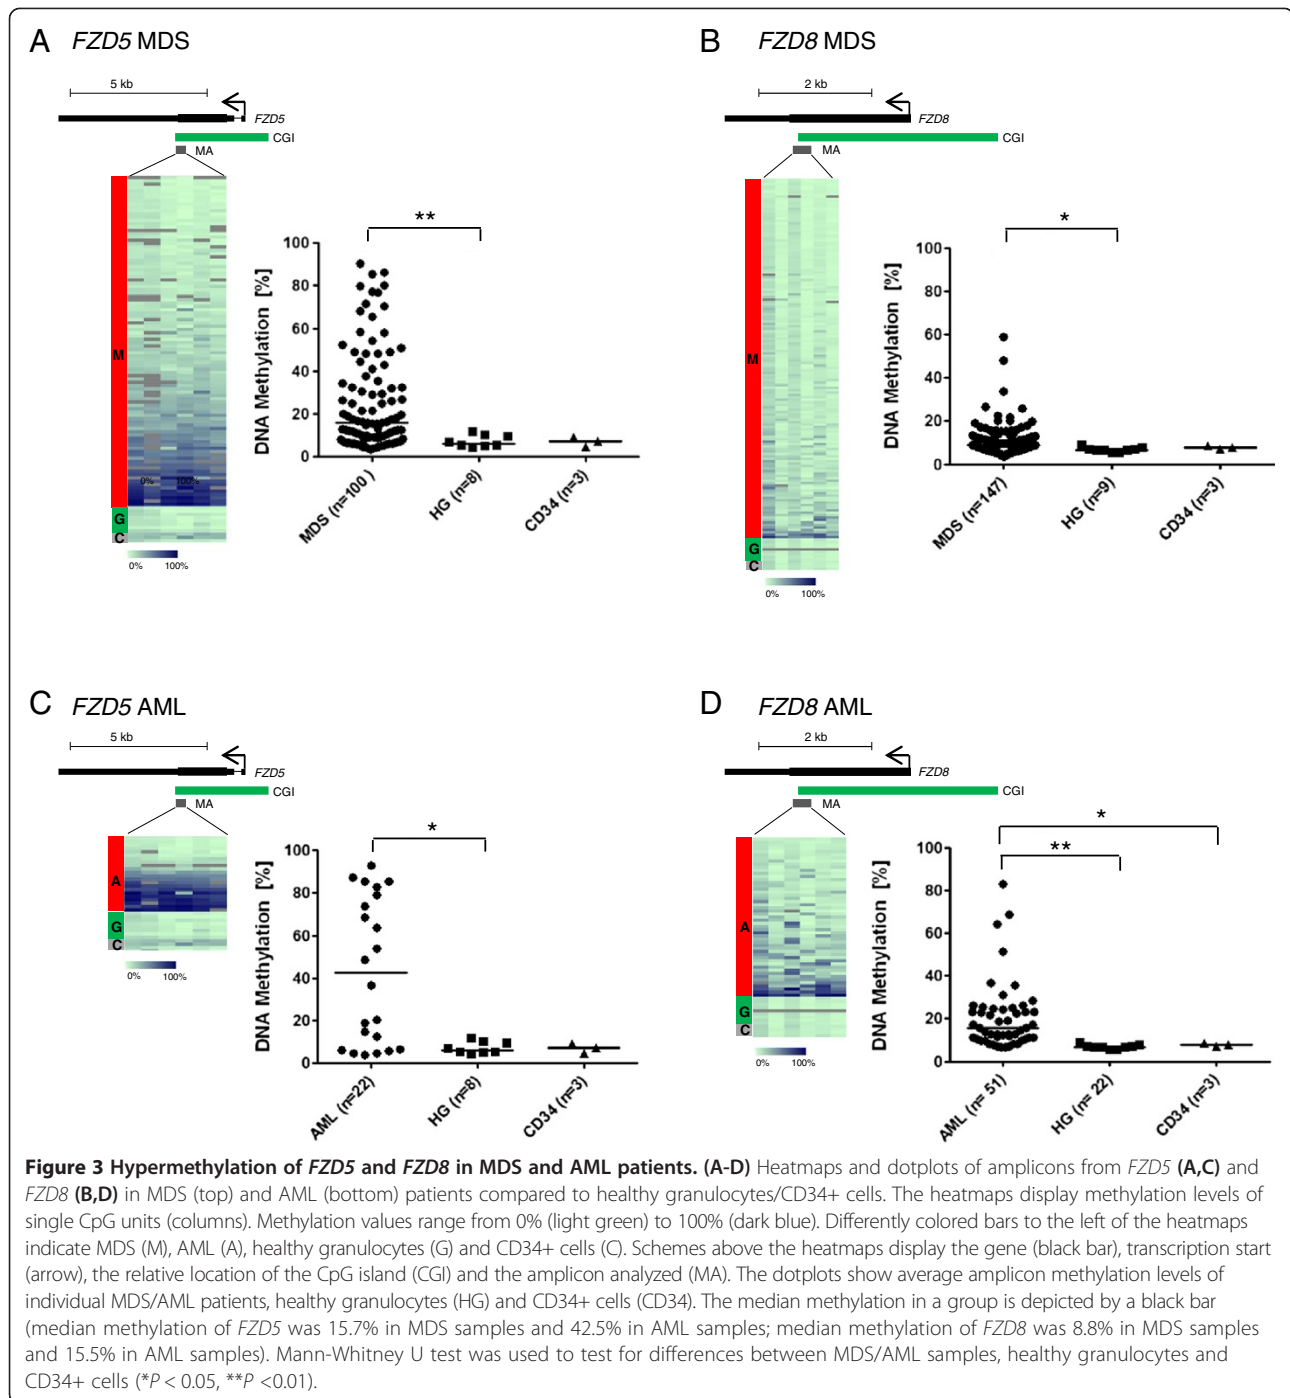 A FZD5 MDS
5 kb
FZD5
CGI
MA
M
G
C
0% 100%
0% 100%
DNA Methylation [%]
100
80
60
40
20
0
**
MDS (n=100 )
HG (n=8)
CD34 (n=3)
B FZD8 MDS
2 kb
FZD8
CGI
MA
M
G
C
0% 100%
DNA Methylation [%]
100
80
60
40
20
0
*
MDS (n=147)
HG (n=9)
CD34 (n=3)
C FZD5 AML
5 kb
FZD5
CGI
MA
A
G
C
0% 100%
DNA Methylation [%]
100
80
60
40
20
0
*
AML (n=22)
HG (n=8)
CD34 (n=3)
D FZD8 AML
2 kb
FZD8
CGI
MA
A
G
C
0% 100%
DNA Methylation [%]
100
80
60
40
20
0
*
**
AML (n= 51)
HG (n= 22)
CD34 (n=3)
Figure 3 Hypermethylation of FZD5 and FZD8 in MDS and AML patients. (A-D) Heatmaps and dotplots of amplicons from FZD5 (A,C) and
FZD8 (B,D) in MDS (top) and AML (bottom) patients compared to healthy granulocytes/CD34+ cells. The heatmaps display methylation levels of
single CpG units (columns). Methylation values range from 0% (light green) to 100% (dark blue). Differently colored bars to the left of the heatmaps
indicate MDS (M), AML (A), healthy granulocytes (G) and CD34+ cells (C). Schemes above the heatmaps display the gene (black bar), transcription start
(arrow), the relative location of the CpG island (CGI) and the amplicon analyzed (MA). The dotplots show average amplicon methylation levels of
individual MDS/AML patients, healthy granulocytes (HG) and CD34+ cells (CD34). The median methylation in a group is depicted by a black bar
(median methylation of FZD5 was 15.7% in MDS samples and 42.5% in AML samples; median methylation of FZD8 was 8.8% in MDS samples
and 15.5% in AML samples). Mann-Whitney U test was used to test for differences between MDS/AML samples, healthy granulocytes and
CD34+ cells (*P < 0.05, **P <0.01).